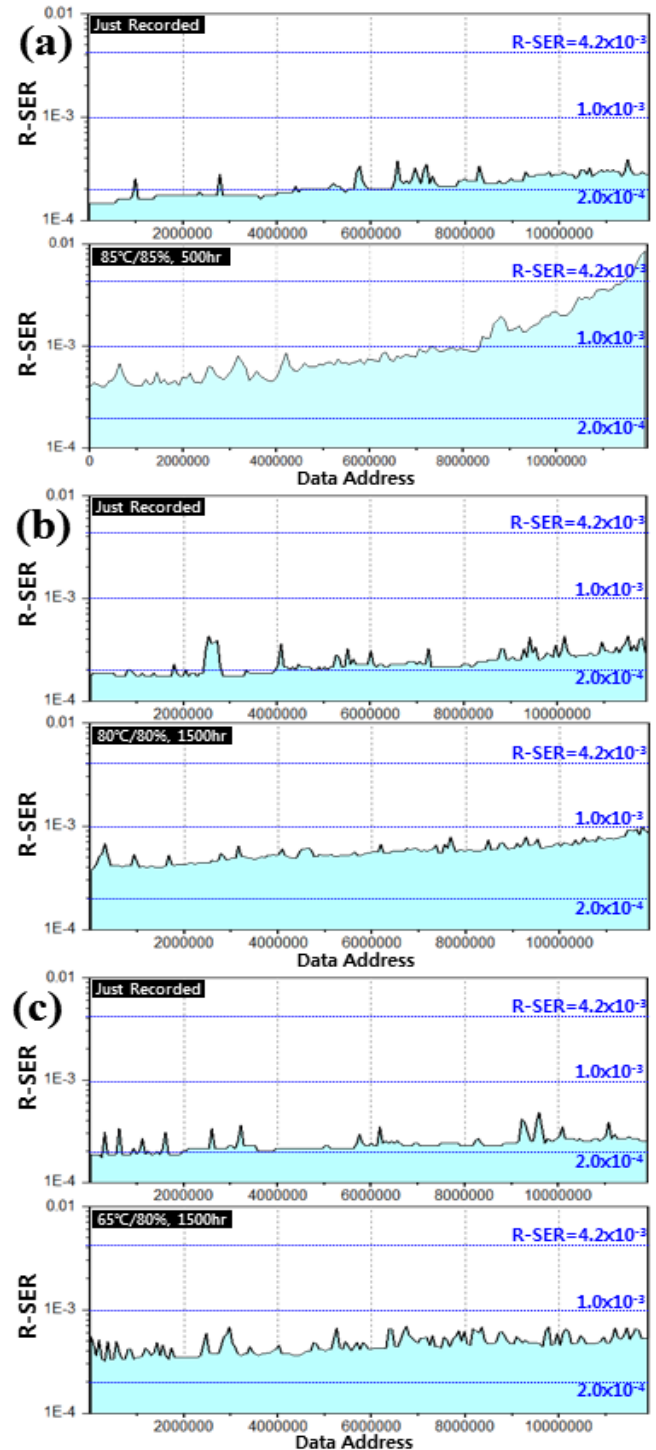 (a)
Just Recorded
0.01
R-SER=4.2x10⁻³
1E-3
1.0x10⁻³
R-SER
2.0x10⁻⁴
1E-4
2000000 4000000 6000000 8000000 10000000
0.01
85℃/85%, 500hr
R-SER=4.2x10⁻³
1E-3
1.0x10⁻³
R-SER
2.0x10⁻⁴
1E-4
0 2000000 4000000 6000000 8000000 10000000
Data Address
(b)
0.01
Just Recorded
R-SER=4.2x10⁻³
1E-3
1.0x10⁻³
R-SER
2.0x10⁻⁴
1E-4
2000000 4000000 6000000 8000000 10000000
0.01
80℃/80%, 1500hr
R-SER=4.2x10⁻³
1E-3
1.0x10⁻³
R-SER
2.0x10⁻⁴
1E-4
2000000 4000000 6000000 8000000 10000000
Data Address
(c)
0.01
Just Recorded
R-SER=4.2x10⁻³
1E-3
1.0x10⁻³
R-SER
2.0x10⁻⁴
1E-4
2000000 4000000 6000000 8000000 10000000
0.01
65℃/80%, 1500hr
R-SER=4.2x10⁻³
1E-3
1.0x10⁻³
R-SER
2.0x10⁻⁴
1E-4
2000000 4000000 6000000 8000000 10000000
Data Address